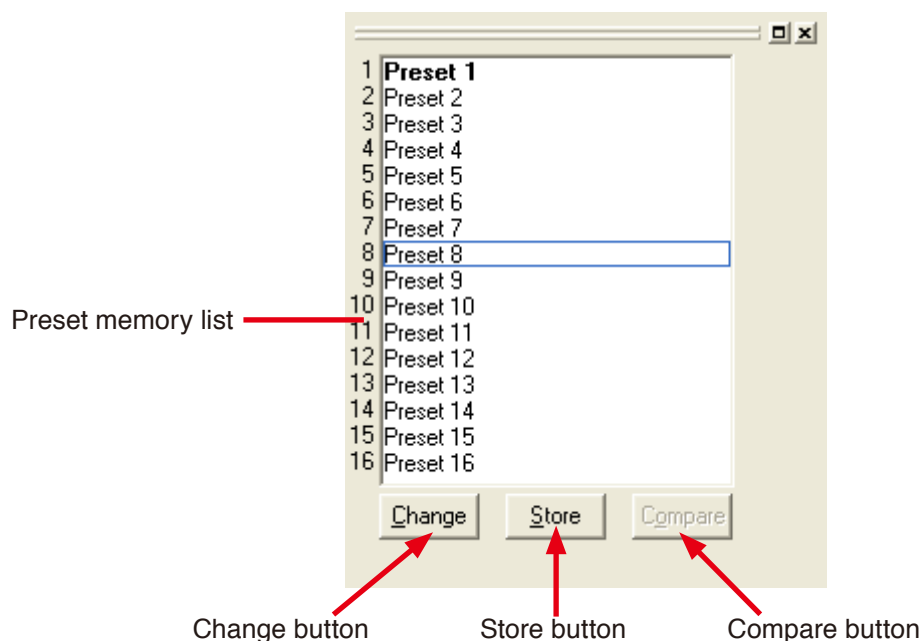 1 Preset 1
2 Preset 2
3 Preset 3
4 Preset 4
5 Preset 5
6 Preset 6
7 Preset 7
8 Preset 8
9 Preset 9
Preset memory list
10 Preset 10
11 Preset 11
12 Preset 12
13 Preset 13
14 Preset 14
15 Preset 15
16 Preset 16
Change Store Compare
Change button Store button Compare button